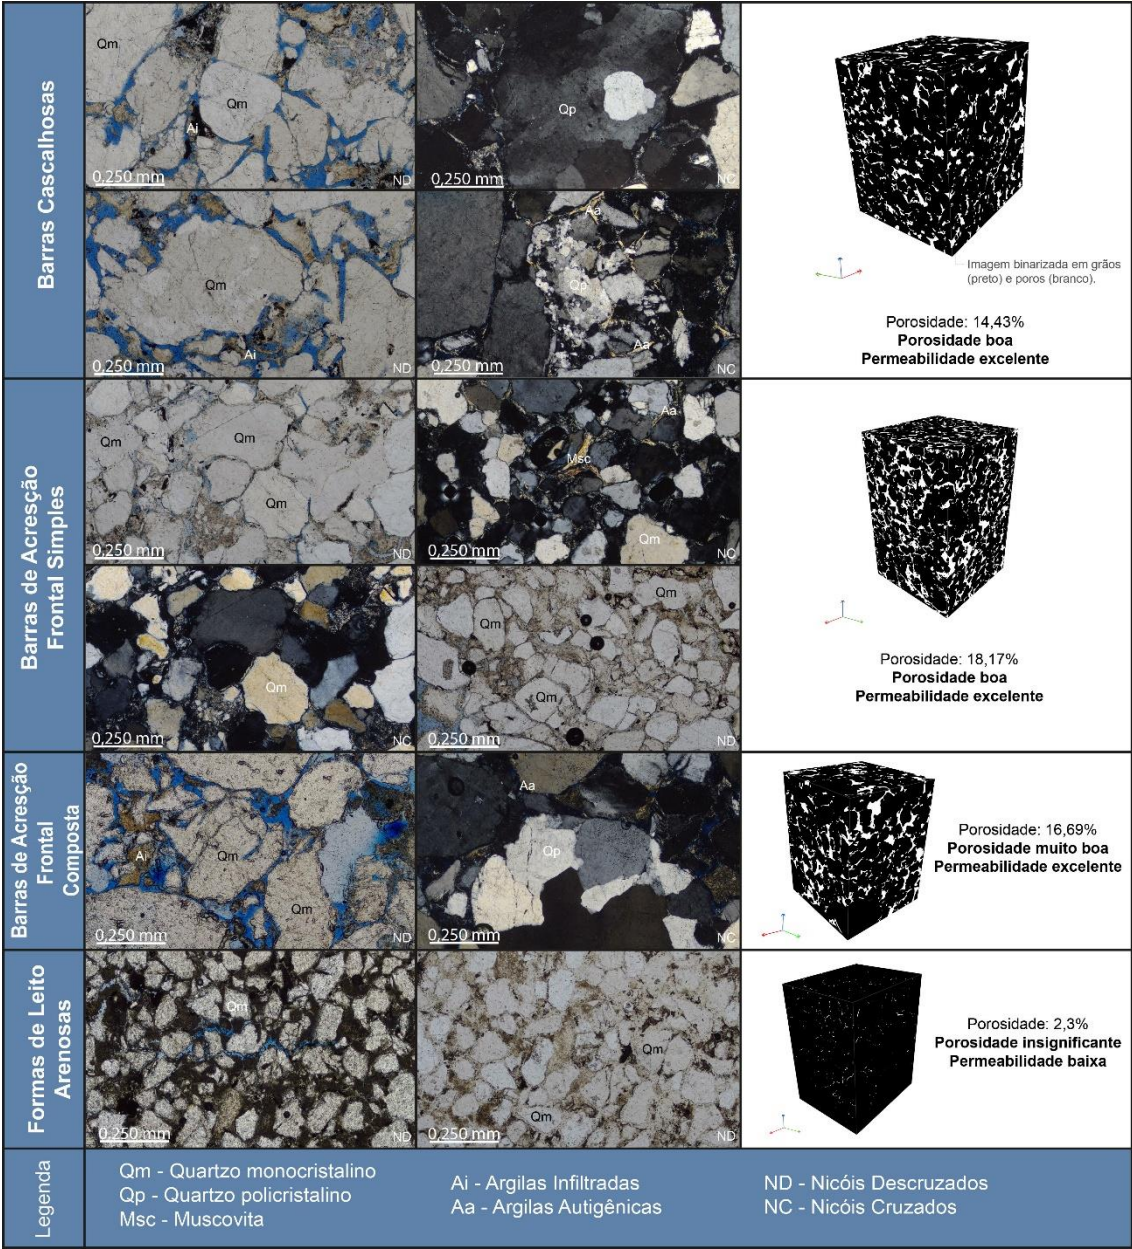 Barras Cascalhosas
Qm
Qm
Ai
0,250 mm
ND
Qp
0,250 mm
NC
Qm
Ai
0,250 mm
ND
Aa
Qp
Aa
0,250 mm
NC
Imagem binarizada em grãos
(preto) e poros (branco).
Porosidade: 14,43%
Porosidade boa
Permeabilidade excelente
Barras de Acresção
Frontal Simples
Qm
Qm
Qm
0,250 mm
ND
Aa
Msc
Qm
0,250 mm
NC
Qm
0,250 mm
NC
Qm
Qm
Qm
0,250 mm
ND
Porosidade: 18,17%
Porosidade boa
Permeabilidade excelente
Barras de Acresção
Frontal
Composta
Ai
Qm
Qm
0,250 mm
ND
Aa
Qp
0,250 mm
NC
Porosidade: 16,69%
Porosidade muito boa
Permeabilidade excelente
Formas de Leito
Arenosas
Qm
0,250 mm
ND
Qm
Qm
0,250 mm
ND
Porosidade: 2,3%
Porosidade insignificante
Permeabilidade baixa
Legenda
Qm - Quartzo monocristalino
Qp - Quartzo policristalino
Msc - Muscovita
Ai - Argilas Infiltradas
Aa - Argilas Autigênicas
ND - Nicóis Descruzados
NC - Nicóis Cruzados